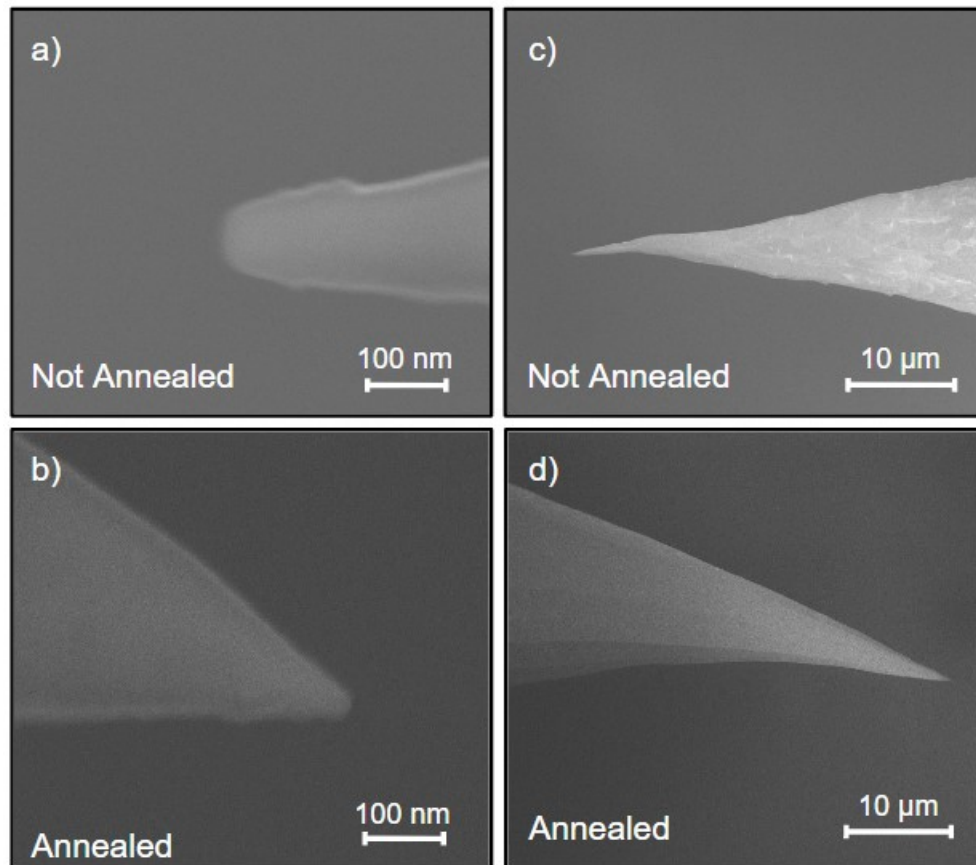 a)
100 nm
Not Annealed
c)
10 µm
Not Annealed
b)
100 nm
Annealed
d)
10 µm
Annealed